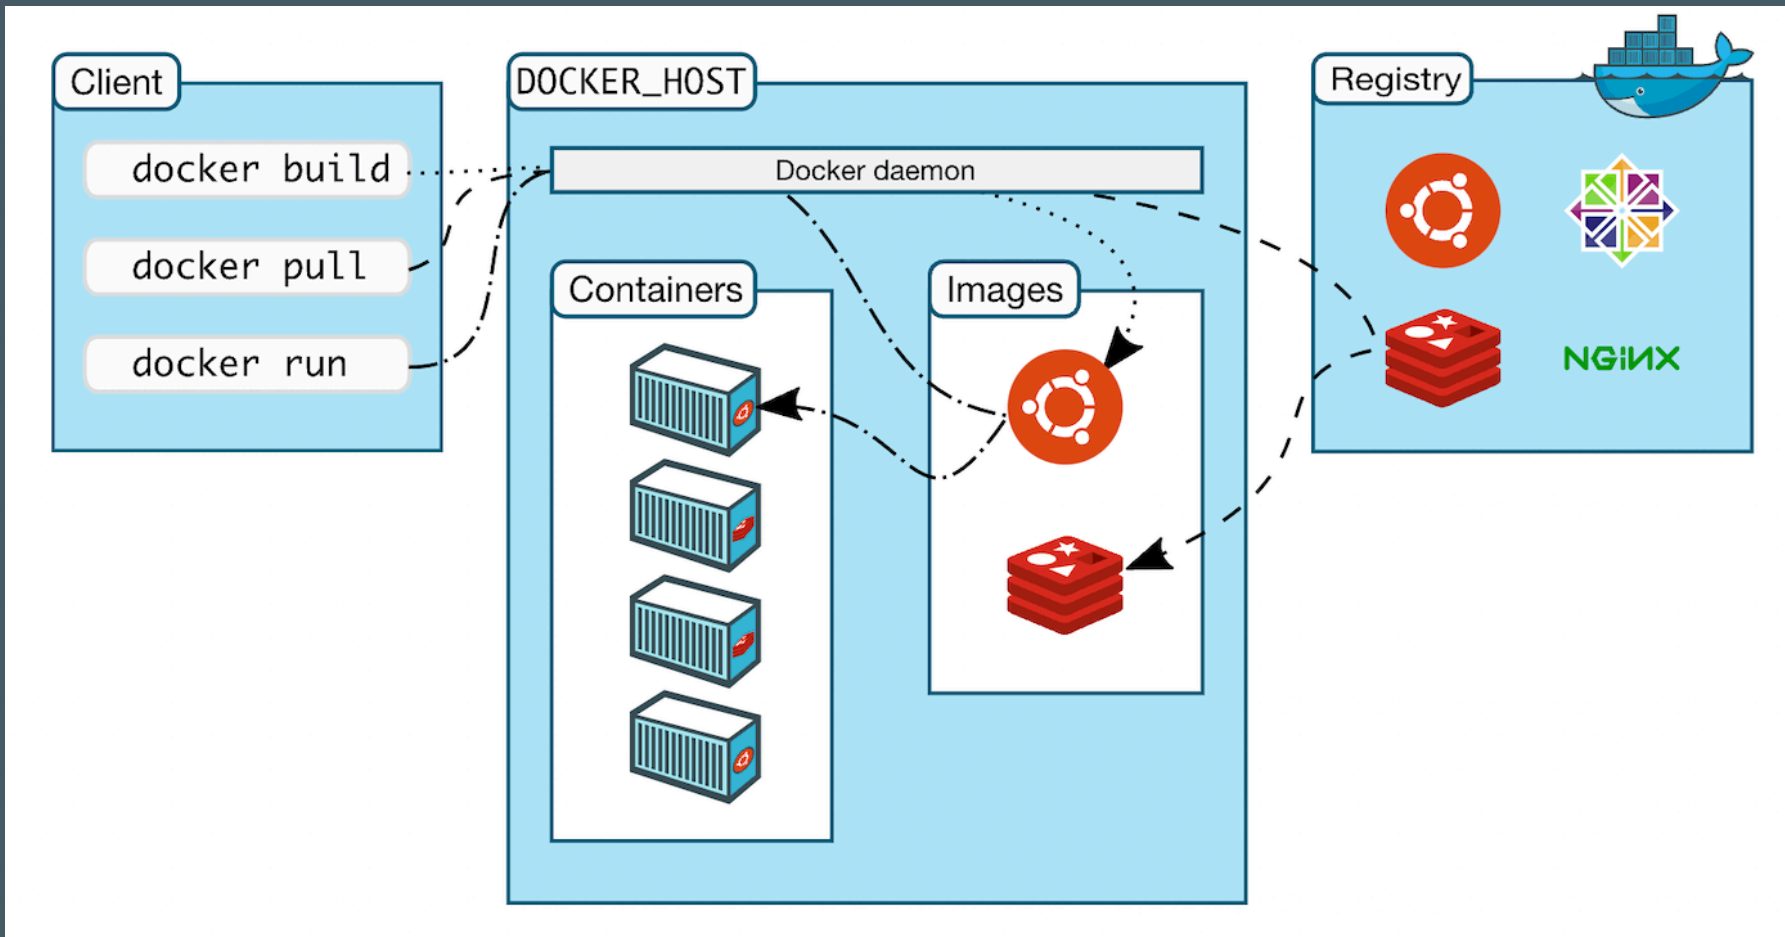 Client
docker build
docker pull
docker run
DOCKER_HOST
Docker daemon
Containers
Images
Registry
NGiNX